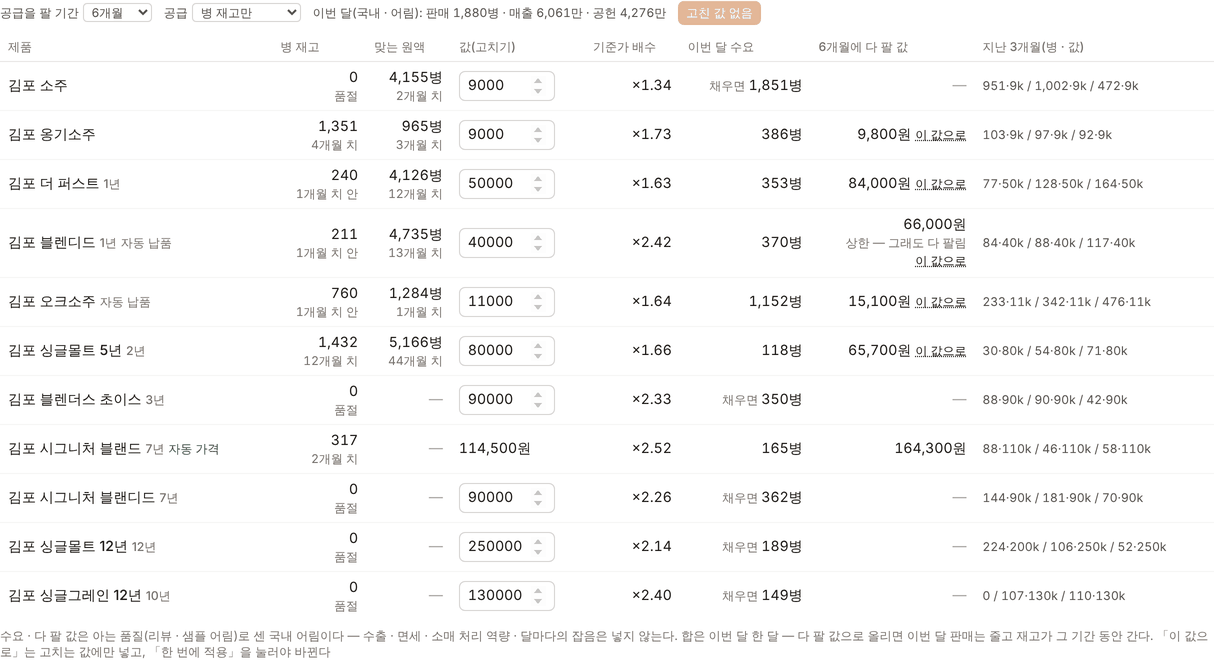 공급을 팔 기간 6개월 공급 병 재고만 이번 달(국내 · 어림): 판매 1,880병 · 매출 6,061만 · 공헌 4,276만 고친 값 없음
제품 병 재고 맞는 원액 값(고치기) 기준가 배수 이번 달 수요 6개월에 다 팔 값 지난 3개월(병 · 값)
김포 소주 0 4,155병 9000 ×1.34 채우면 1,851병 — 951·9k / 1,002·9k / 472·9k
품절 2개월 치
김포 옹기소주 1,351 965병 9000 ×1.73 386병 9,800원 이 값으로 103·9k / 97·9k / 92·9k
4개월 치 3개월 치
김포 더 퍼스트 1년 240 4,126병 50000 ×1.63 353병 84,000원 이 값으로 77·50k / 128·50k / 164·50k
1개월 치 안 12개월 치
김포 블렌디드 1년 자동 납품 211 4,735병 40000 ×2.42 370병 66,000원 84·40k / 88·40k / 117·40k
1개월 치 안 13개월 치 상한 — 그래도 다 팔림
이 값으로
김포 오크소주 자동 납품 760 1,284병 11000 ×1.64 1,152병 15,100원 이 값으로 233·11k / 342·11k / 476·11k
1개월 치 안 1개월 치
김포 싱글몰트 5년 2년 1,432 5,166병 80000 ×1.66 118병 65,700원 이 값으로 30·80k / 54·80k / 71·80k
12개월 치 44개월 치
김포 블렌더스 초이스 3년 0 — 90000 ×2.33 채우면 350병 — 88·90k / 90·90k / 42·90k
품절
김포 시그니처 블랜드 7년 자동 가격 317 — 114,500원 ×2.52 165병 164,300원 88·110k / 46·110k / 58·110k
2개월 치
김포 시그니처 블랜디드 7년 0 — 90000 ×2.26 채우면 362병 — 144·90k / 181·90k / 70·90k
품절
김포 싱글몰트 12년 12년 0 — 250000 ×2.14 채우면 189병 — 224·200k / 106·250k / 52·250k
품절
김포 싱글그레인 12년 10년 0 — 130000 ×2.40 채우면 149병 — 0 / 107·130k / 110·130k
품절
수요 · 다 팔 값은 아는 품질(리뷰 · 샘플 어림)로 센 국내 어림이다 — 수출 · 면세 · 소매 처리 역량 · 달마다의 잡음은 넣지 않는다. 합은 이번 달 한 달 — 다 팔 값으로 올리면 이번 달 판매는 줄고 재고가 그 기간 동안 간다. 「이 값으
로」는 고치는 값에만 넣고, 「한 번에 적용」을 눌러야 바뀐다